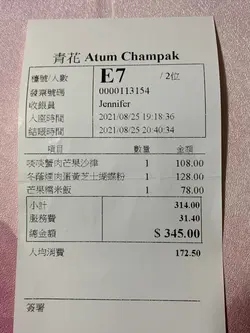 青花 Atum Champak
檯號/人數 E7 /2位
發票號碼 0000113154
收銀員 Jennifer
入座時間 2021/08/25 19:18:36
結賬時間 2021/08/25 20:40:34
項目 數量 金額
啖啖蟹肉芒果沙律 1 108.00
冬蔭煙肉蛋黃芝士蝴蝶粉 1 128.00
芒果糯米飯 1 78.00
小計 314.00
服務費 31.40
總金額 $ 345.00
人均消費 172.50
簽署